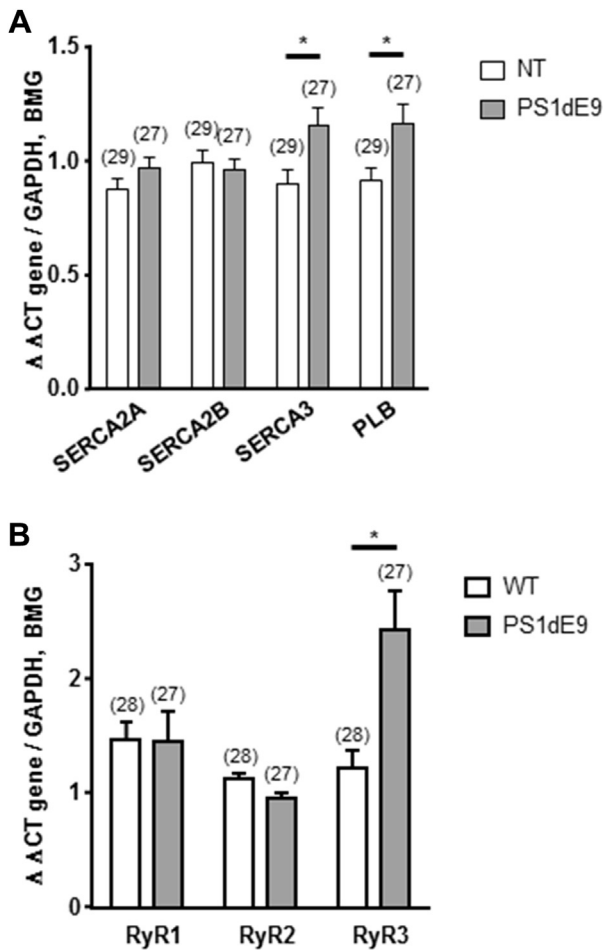 A
Δ ΔCT gene / GAPDH, BMG
1.5
1.0
0.5
0.0
* *
(29) (27) (29) (27) (29) (27) (29) (27)
SERCA2A SERCA2B SERCA3 PLB
NT
PS1dE9
B
Δ ΔCT gene / GAPDH, BMG
3
2
1
0
*
(28) (27) (28) (27) (28) (27)
RyR1 RyR2 RyR3
WT
PS1dE9